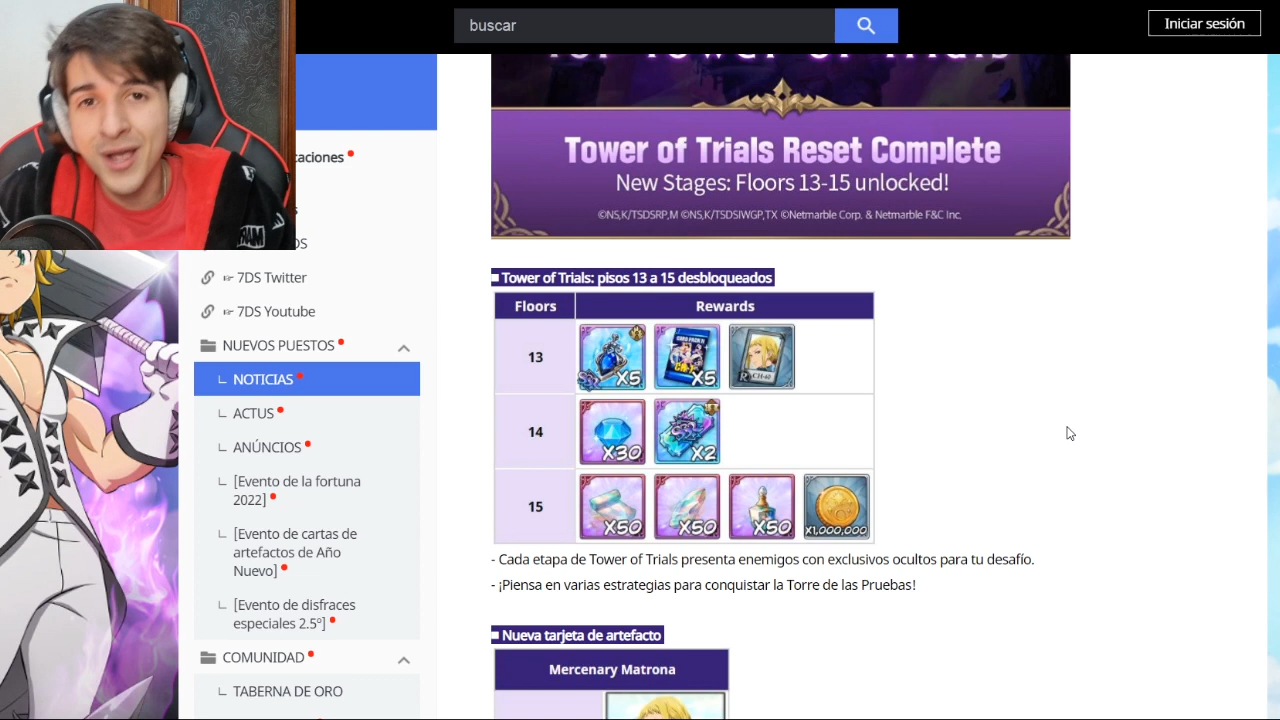 buscar
Iniciar sesión
Tower of Trials Reset Complete
New Stages: Floors 13-15 unlocked!
©NS,K/TSDSRP,M ©NS,K/TSDSIWGP,TX ©Netmarble Corp. & Netmarble F&C Inc.
caciones
s
OS
☞ 7DS Twitter
☞ 7DS Youtube
NUEVOS PUESTOS
∟ NOTICIAS
∟ ACTUS
∟ ANÚNCIOS
∟ [Evento de la fortuna
2022]
∟ [Evento de cartas de
artefactos de Año
Nuevo]
∟ [Evento de disfraces
especiales 2.5º]
COMUNIDAD
∟ TABERNA DE ORO
■ Tower of Trials: pisos 13 a 15 desbloqueados
Floors Rewards
13 X5 X5 R CH-40
14 X30 X2
15 X50 X50 X50 X1,000,000
- Cada etapa de Tower of Trials presenta enemigos con exclusivos ocultos para tu desafío.
- ¡Piensa en varias estrategias para conquistar la Torre de las Pruebas!
■ Nueva tarjeta de artefacto
Mercenary Matrona